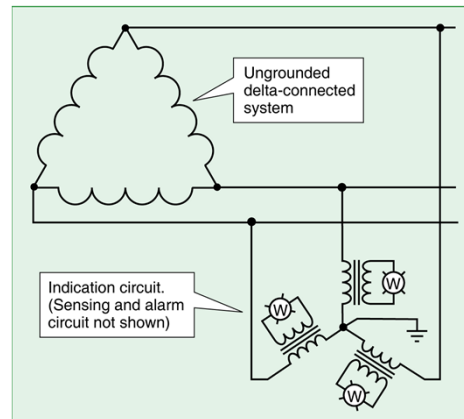 Ungrounded
delta-connected
system
Indication circuit.
(Sensing and alarm
circuit not shown)
W
W
W